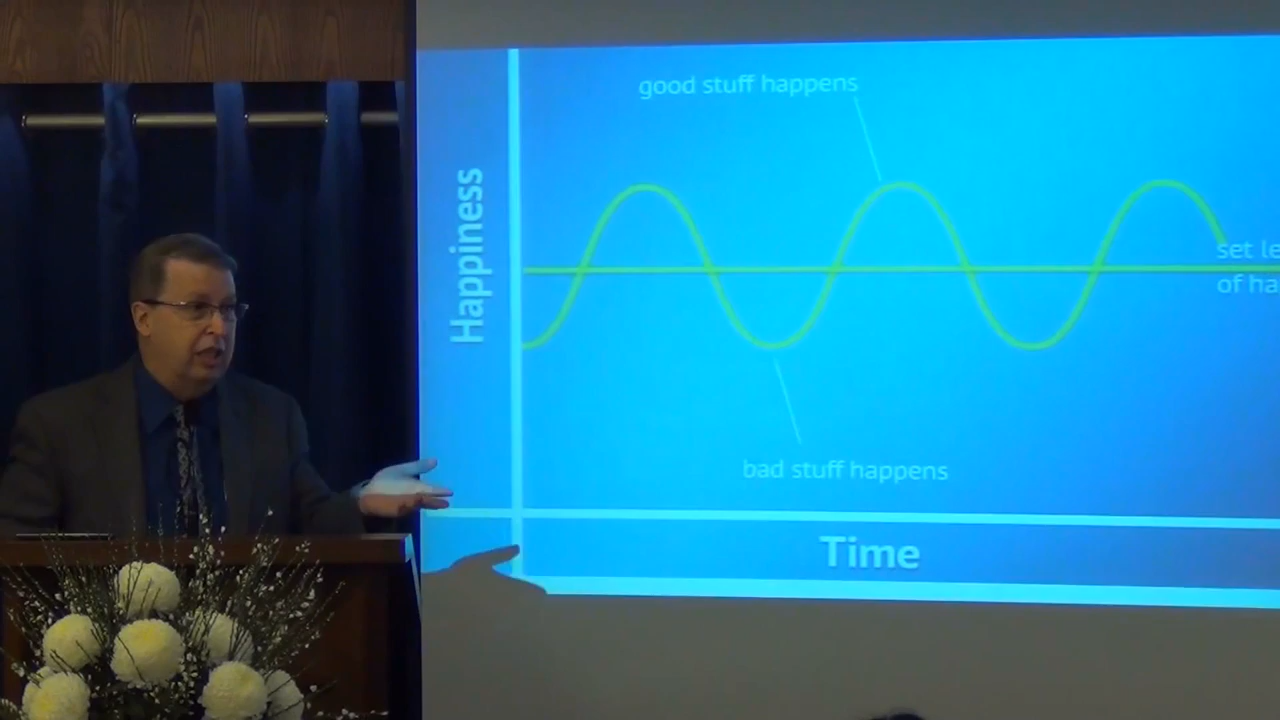 good stuff happens
Happiness
set le
of ha
bad stuff happens
Time